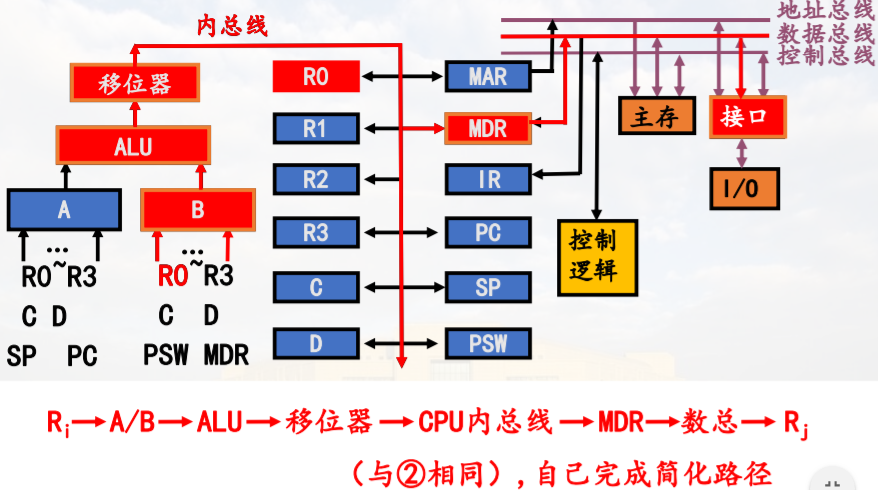 地址总线
数据总线
控制总线
内总线
移位器
ALU
A
B
...
R0~R3
C D
SP PC
...
R0~R3
C D
PSW MDR
R0
MAR
R1
MDR
R2
IR
R3
PC
C
SP
D
PSW
主存
接口
I/O
控制
逻辑
Ri→A/B→ALU→移位器→CPU内总线→MDR→数总→Rj
（与②相同）,自己完成简化路径